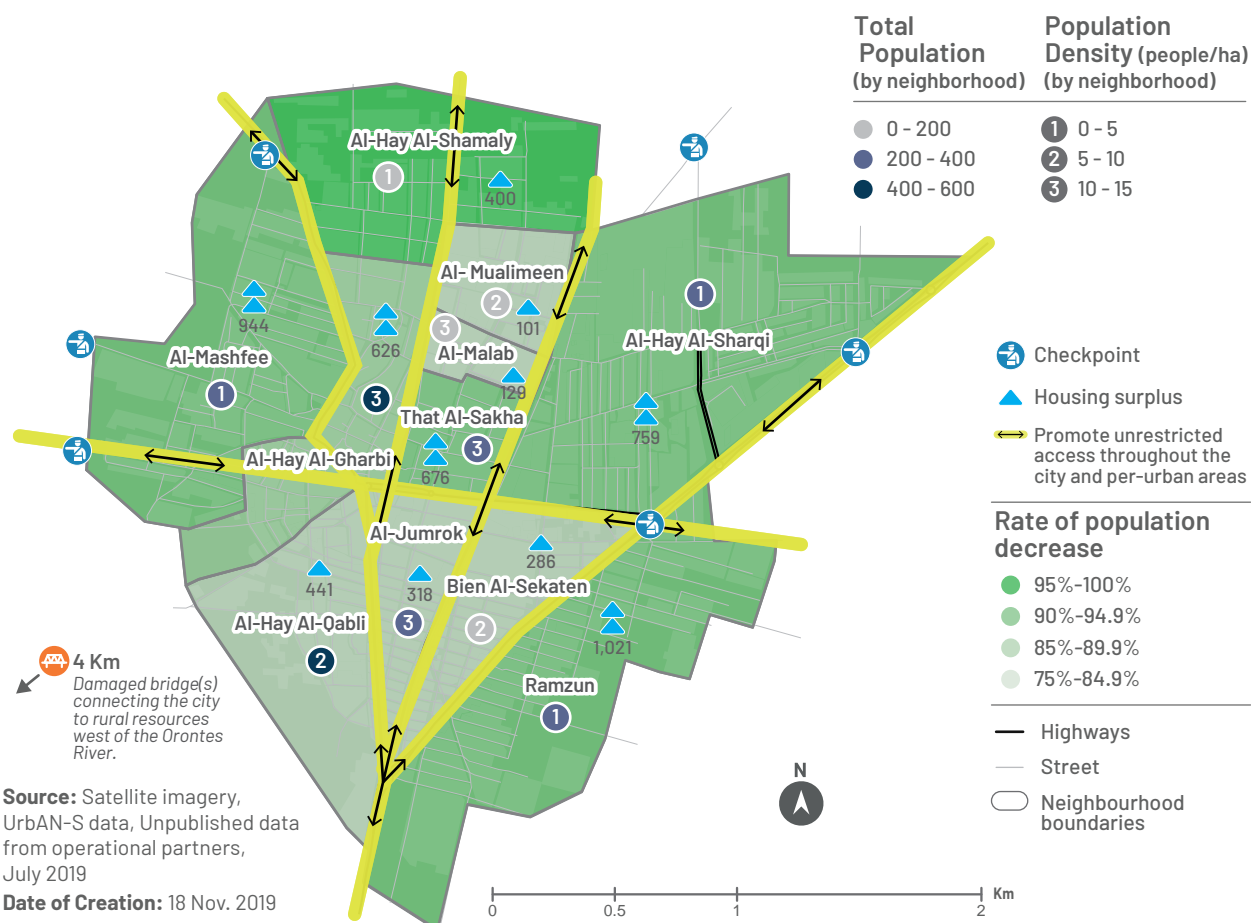 Total
Population
(by neighborhood)
0 - 200
200 - 400
400 - 600
Population
Density (people/ha)
(by neighborhood)
1 0 - 5
2 5 - 10
3 10 - 15
Checkpoint
Housing surplus
Promote unrestricted
access throughout the
city and per-urban areas
Rate of population
decrease
95%-100%
90%-94.9%
85%-89.9%
75%-84.9%
Highways
Street
Neighbourhood
boundaries
Al-Hay Al-Shamaly
1
400
Al- Mualimeen
2
101
1
Al-Hay Al-Sharqi
944
626
3
Al-Malab
129
Al-Mashfee
1
3
That Al-Sakha
3
676
759
Al-Hay Al-Gharbi
Al-Jumrok
286
441
318
Bien Al-Sekaten
Al-Hay Al-Qabli
3
2
1,021
2
Ramzun
1
4 Km
Damaged bridge(s)
connecting the city
to rural resources
west of the Orontes
River.
N
Source: Satellite imagery,
UrbAN-S data, Unpublished data
from operational partners,
July 2019
Date of Creation: 18 Nov. 2019
0 0.5 1 2 Km